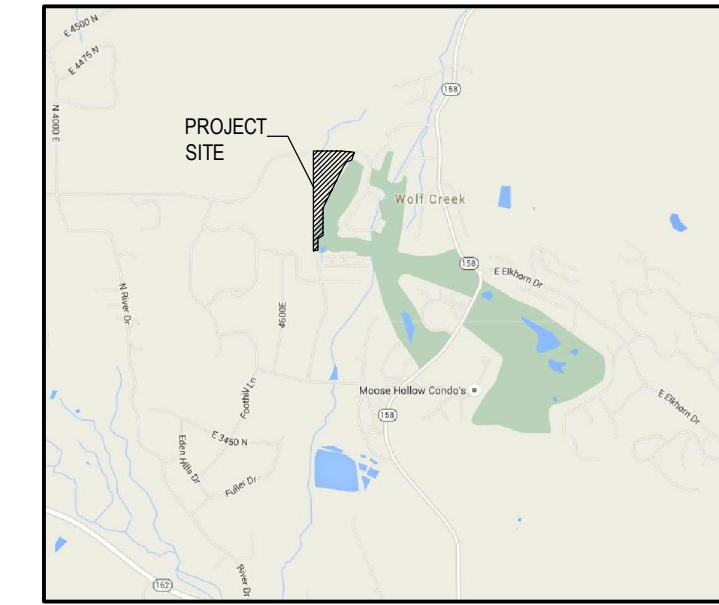 E 4500 N
E 4475 N
N 4000 E
158
PROJECT
SITE
Wolf Creek
158
E Elkhorn Dr
N River Dr
4600E
Moose Hollow Condo's
Foothill Ln
E Elkhorn Dr
158
E 3450 N
Eden Hills Dr
Fuller Dr
River Dr
162